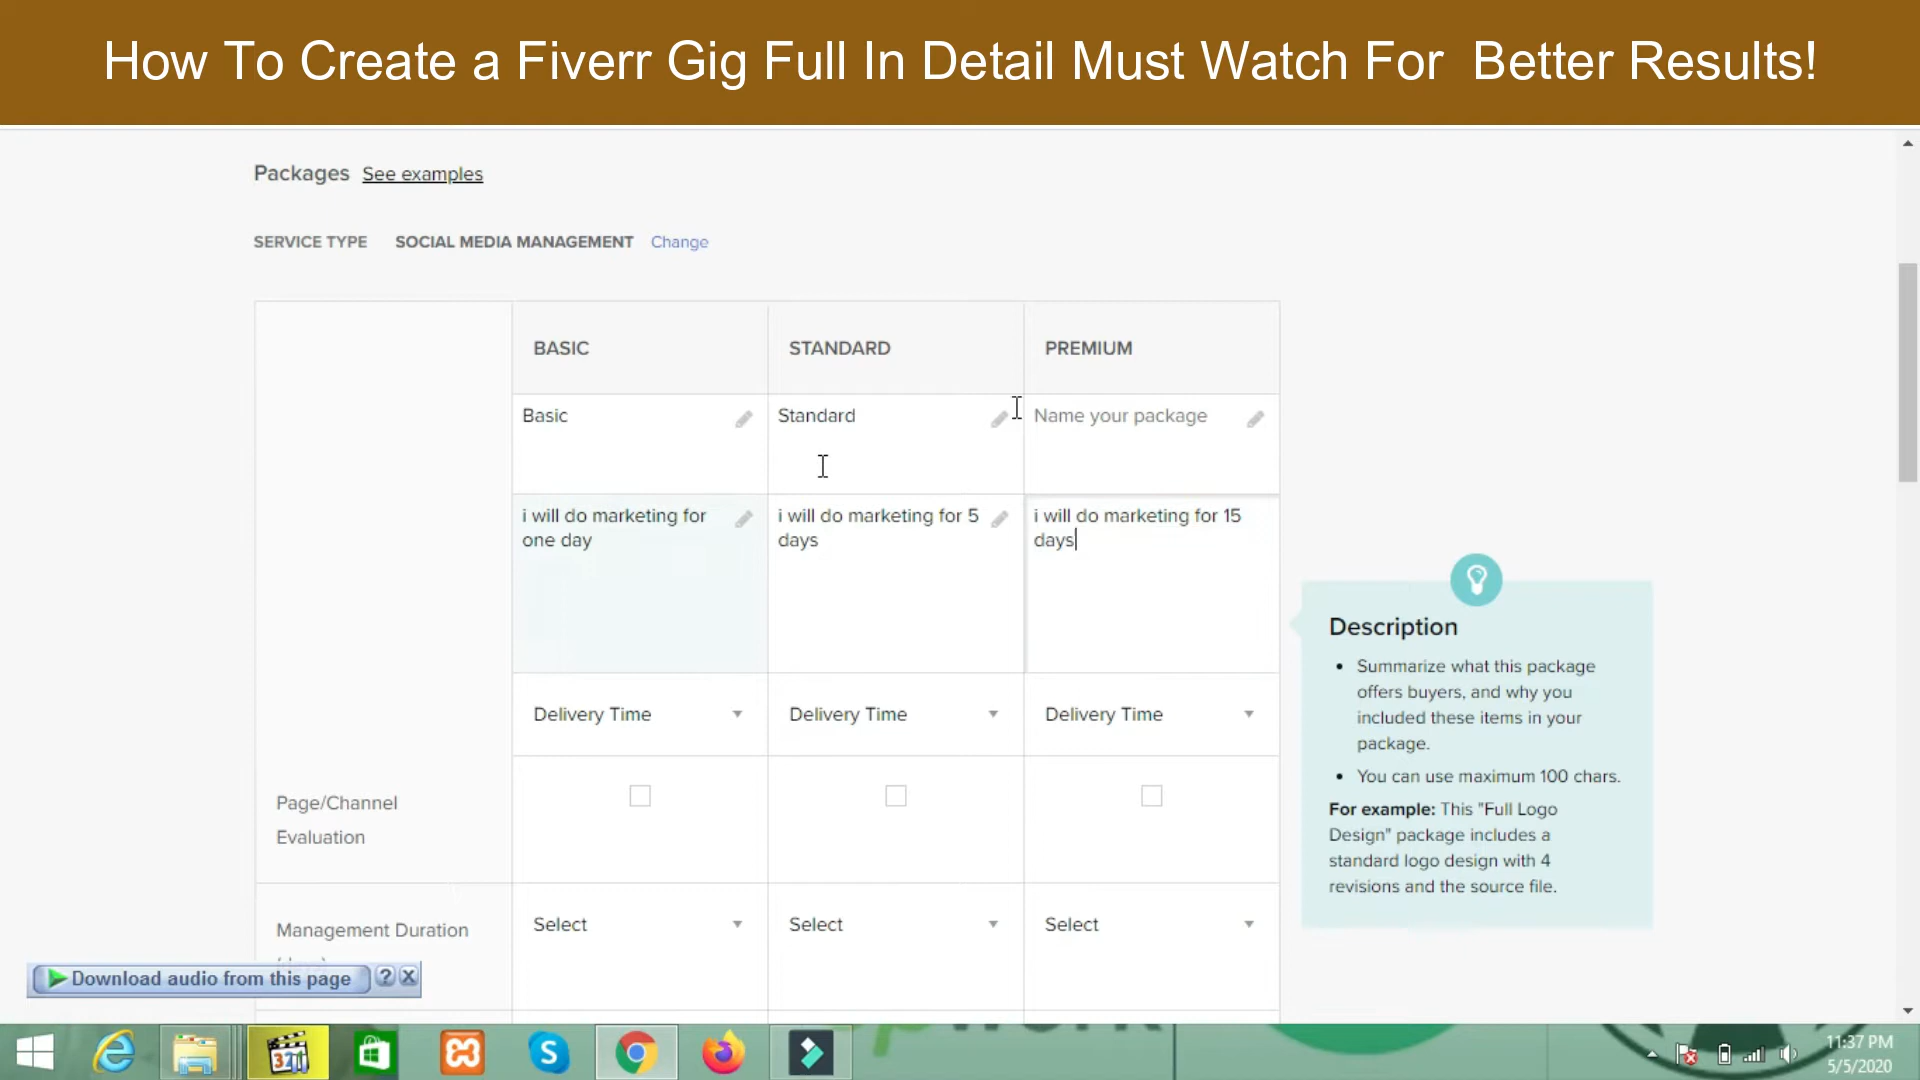 How To Create a Fiverr Gig Full In Detail Must Watch For Better Results!
Packages See examples
SERVICE TYPE SOCIAL MEDIA MANAGEMENT Change
BASIC STANDARD PREMIUM
Basic Standard Name your package
i will do marketing for
one day
i will do marketing for 5
days
i will do marketing for 15
days
Description
Summarize what this package
offers buyers, and why you
included these items in your
package.
You can use maximum 100 chars.
For example: This "Full Logo
Design" package includes a
standard logo design with 4
revisions and the source file.
Delivery Time Delivery Time Delivery Time
Page/Channel
Evaluation
Management Duration
Select Select Select
Download audio from this page ? X
321
S
11:37 PM
5/5/2020